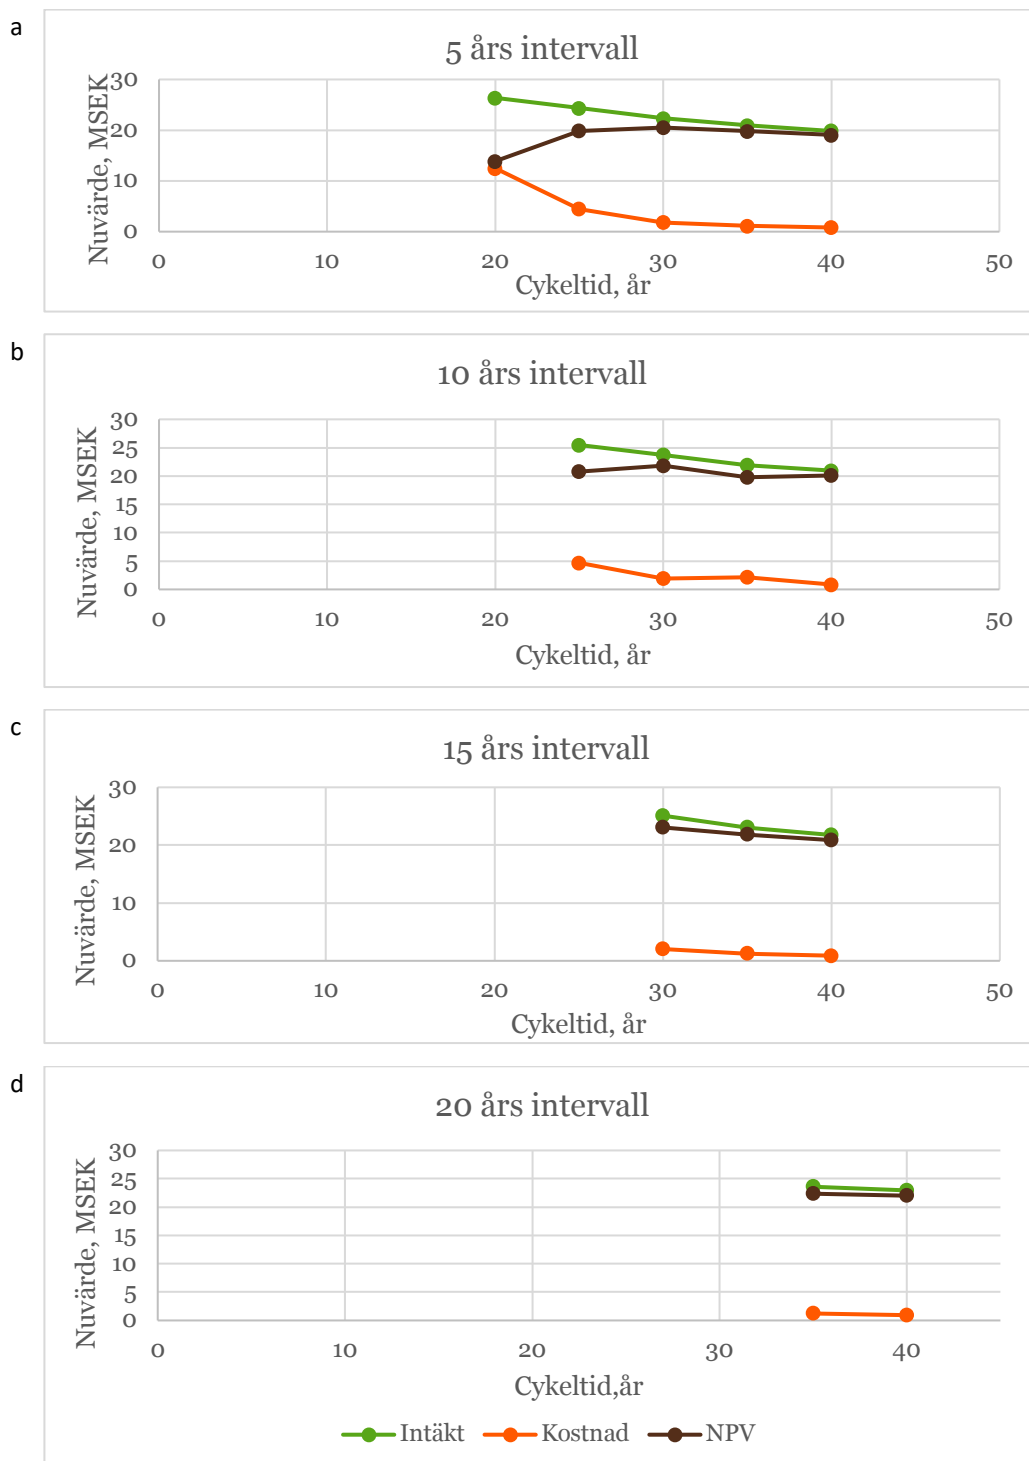 a
5 års intervall
Nuvärde, MSEK
30
20
10
0
0 10 20 30 40 50
Cykeltid, år
b
10 års intervall
Nuvärde, MSEK
30
25
20
15
10
5
0
0 10 20 30 40 50
Cykeltid, år
c
15 års intervall
Nuvärde, MSEK
30
20
10
0
0 10 20 30 40 50
Cykeltid, år
d
20 års intervall
Nuvärde, MSEK
30
25
20
15
10
5
0
0 10 20 30 40
Cykeltid,år
Intäkt Kostnad NPV